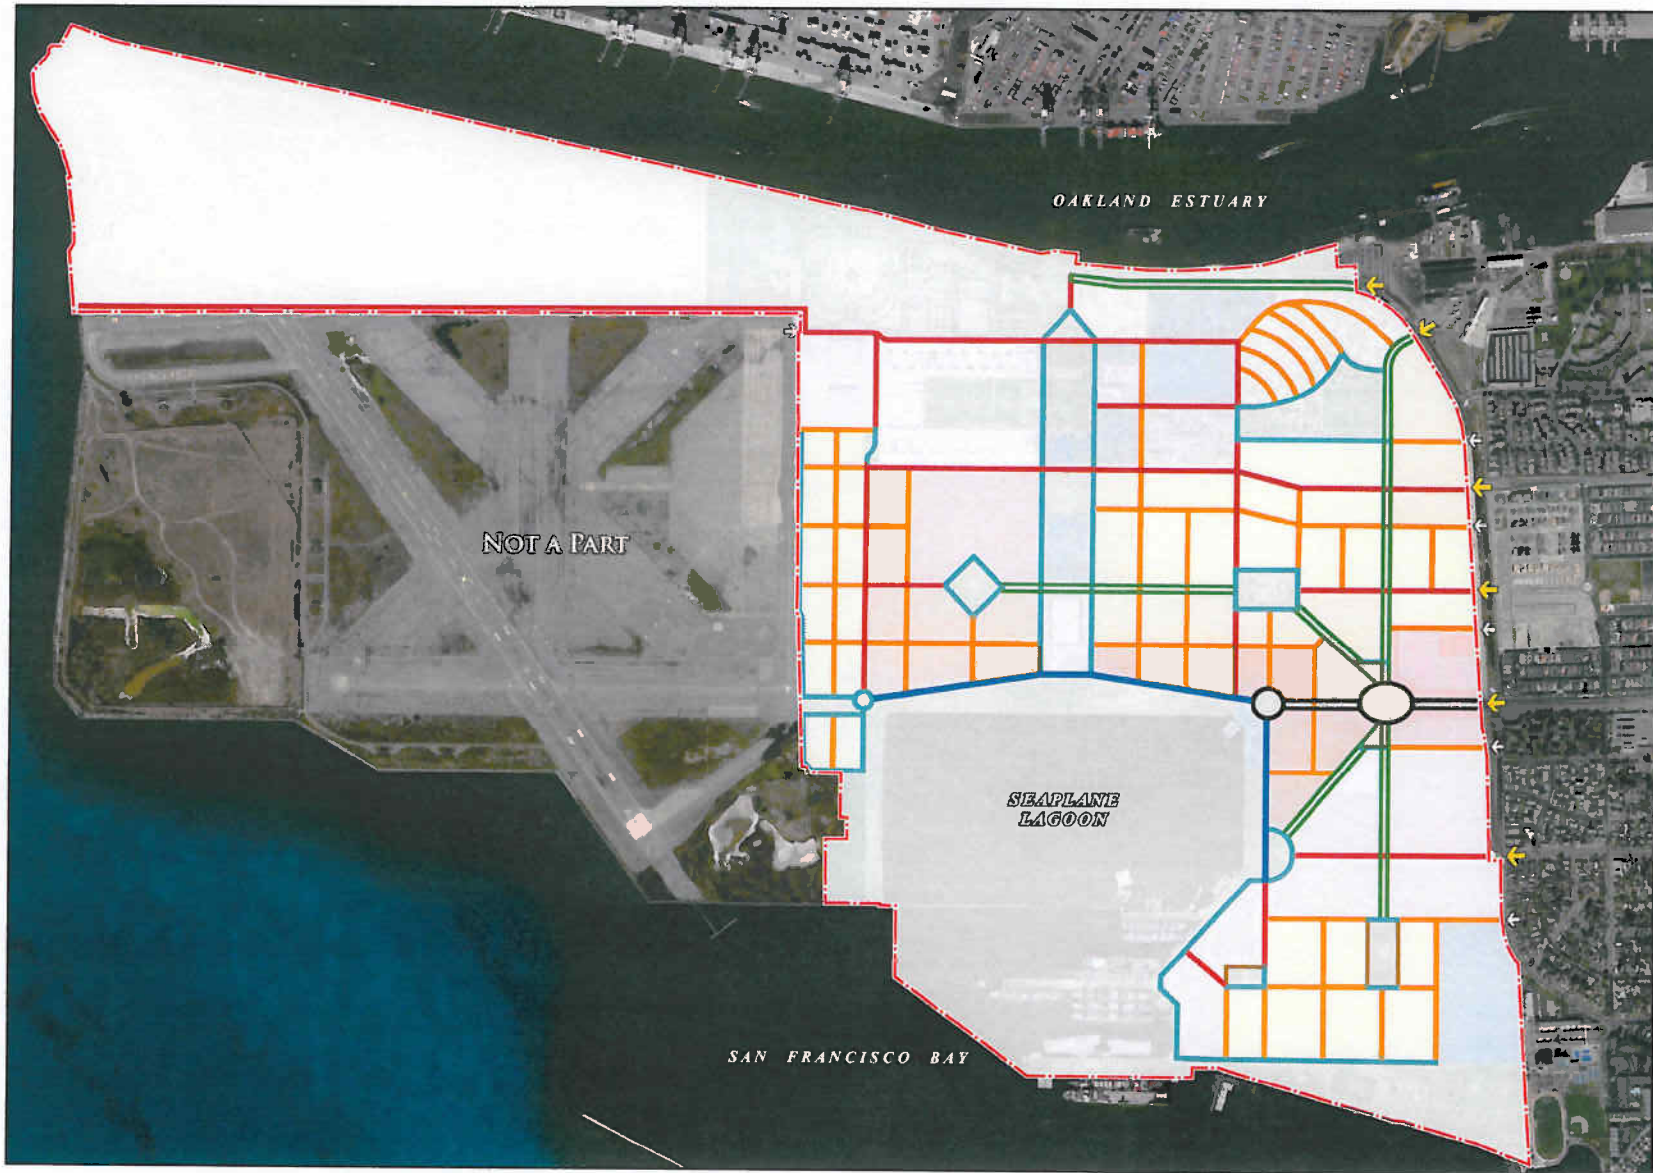 OAKLAND ESTUARY
NOT A PART
SEAPLANE
LAGOON
SAN FRANCISCO BAY